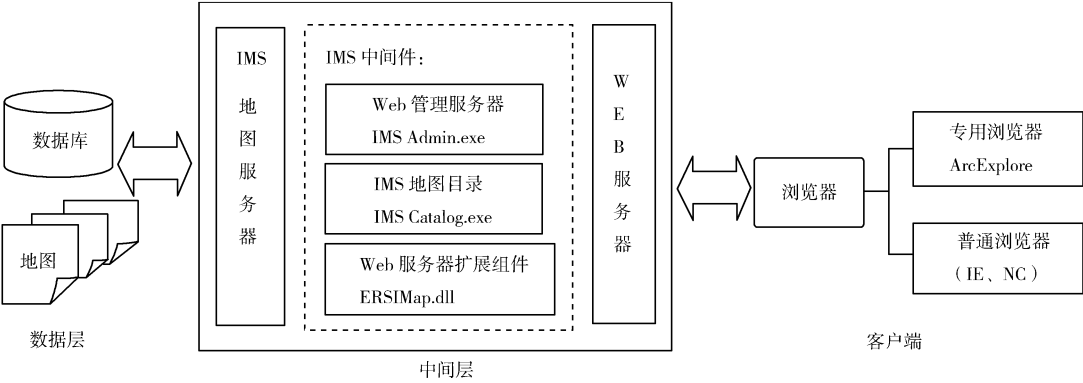 数据库
地图
数据层
IMS
地图服务器
IMS 中间件：
Web 管理服务器
IMS Admin.exe
IMS 地图目录
IMS Catalog.exe
Web 服务器扩展组件
ERSIMap.dll
WEB服务器
中间层
浏览器
专用浏览器
ArcExplore
普通浏览器
（IE、NC）
客户端